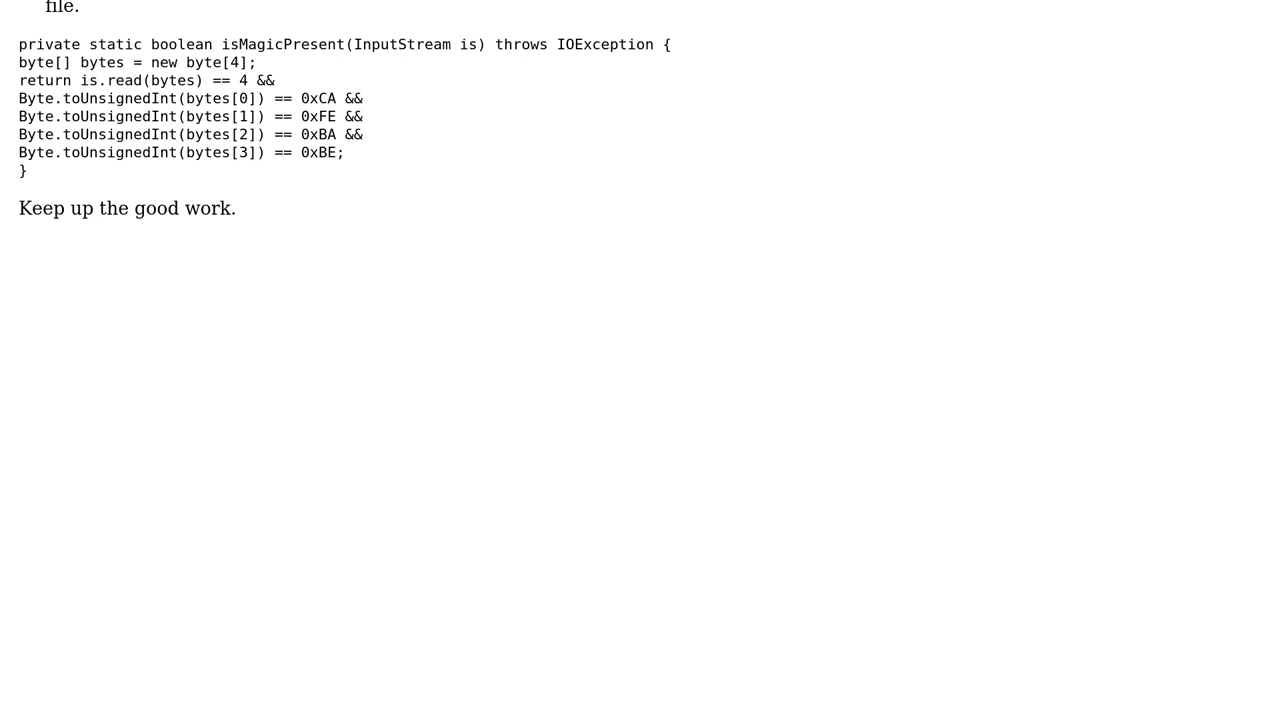 file.
private static boolean isMagicPresent(InputStream is) throws IOException {
byte[] bytes = new byte[4];
return is.read(bytes) == 4 &&
Byte.toUnsignedInt(bytes[0]) == 0xCA &&
Byte.toUnsignedInt(bytes[1]) == 0xFE &&
Byte.toUnsignedInt(bytes[2]) == 0xBA &&
Byte.toUnsignedInt(bytes[3]) == 0xBE;
}
Keep up the good work.